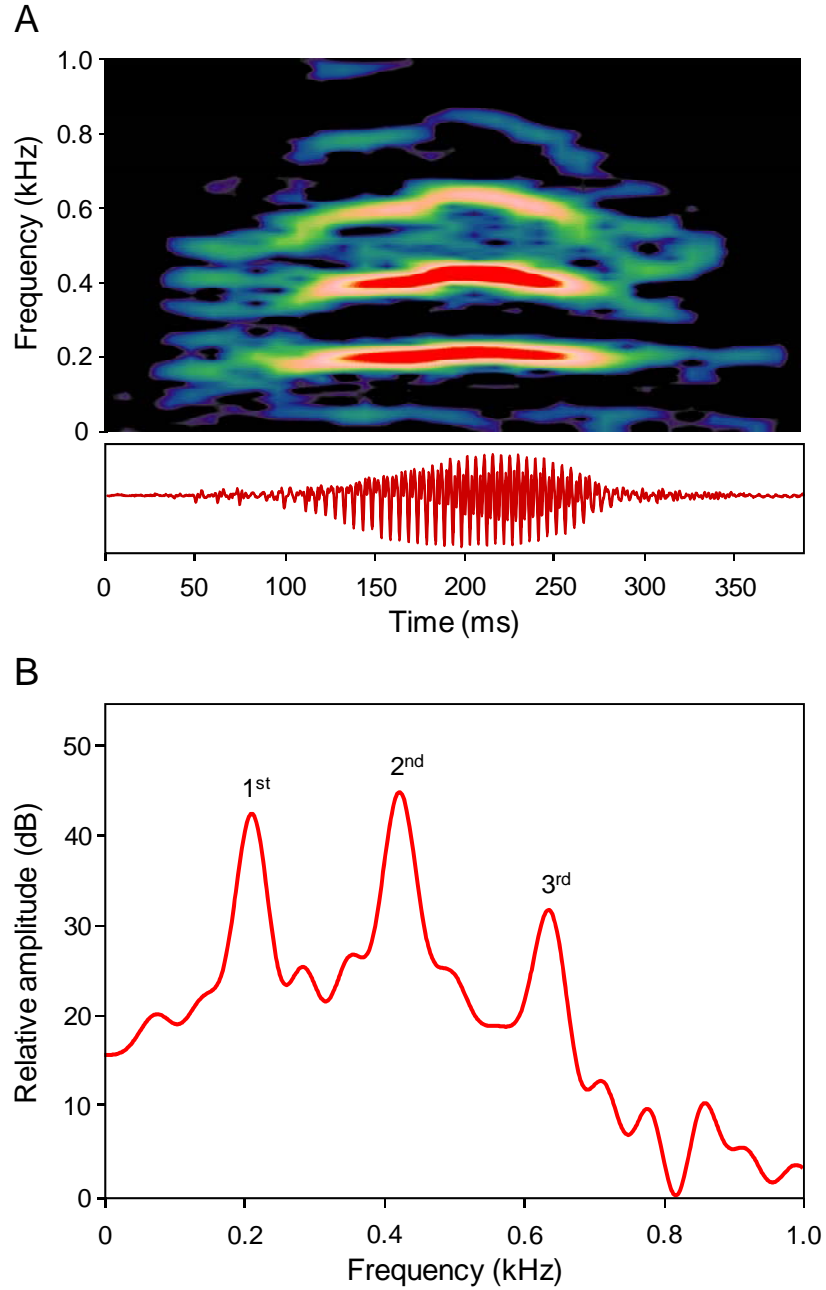 A
1.0
0.8
0.6
0.4
0.2
0
Frequency (kHz)
0 50 100 150 200 250 300 350
Time (ms)
B
50
40
30
20
10
0
Relative amplitude (dB)
1st
2nd
3rd
0 0.2 0.4 0.6 0.8 1.0
Frequency (kHz)